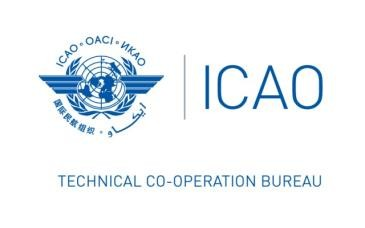 ICAO • OACI • ИКАО
国际民航组织 • ايكاو
ICAO
TECHNICAL CO-OPERATION BUREAU